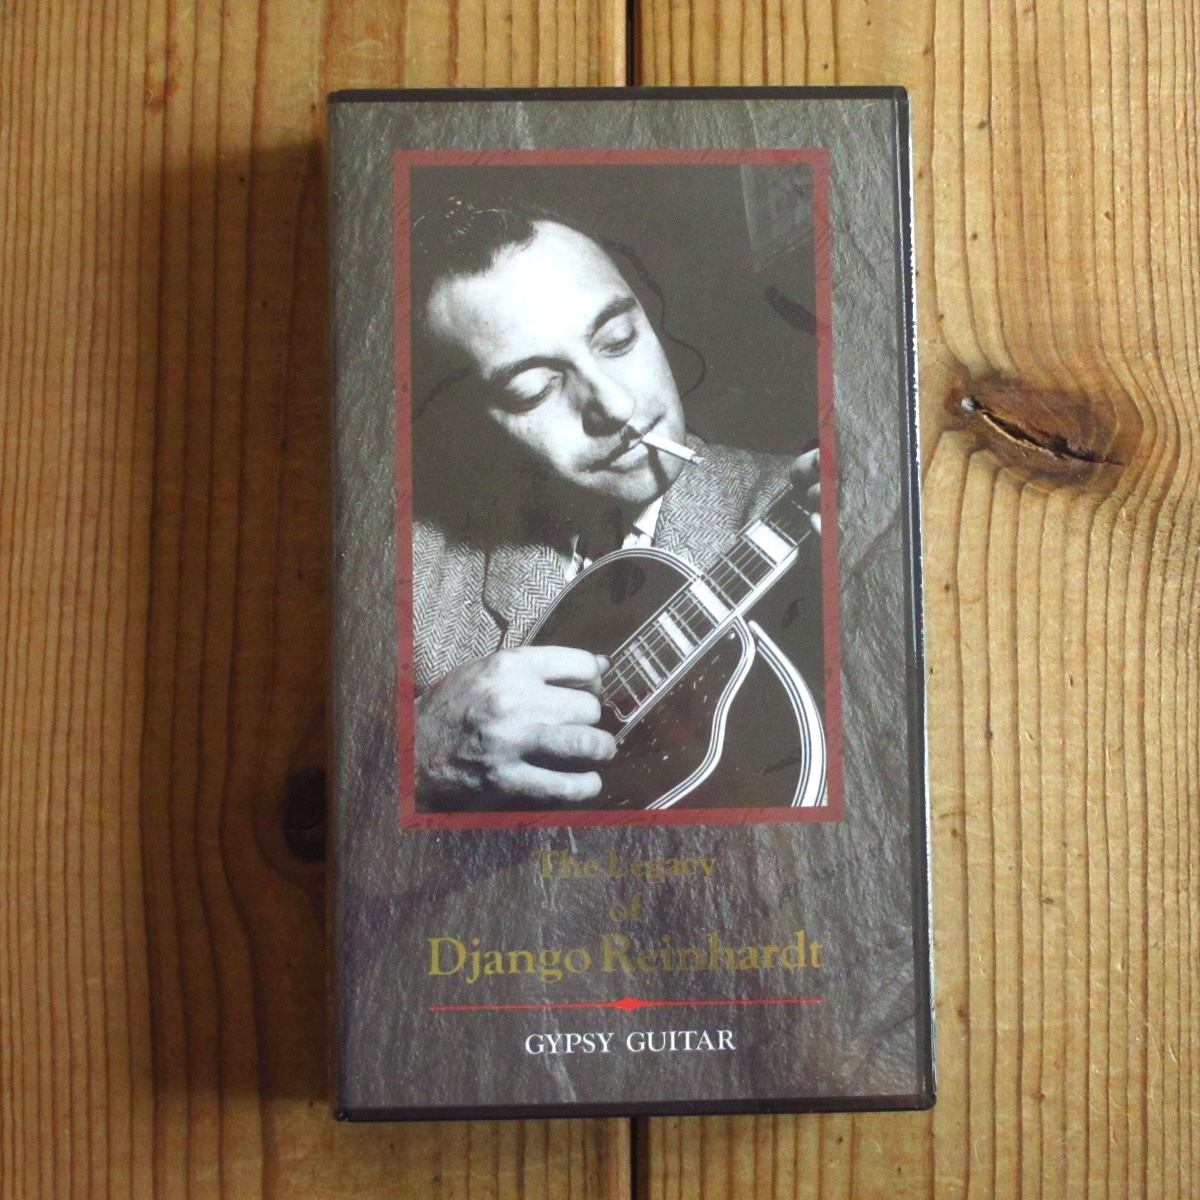 The Legacy
of
Django Reinhardt
GYPSY GUITAR